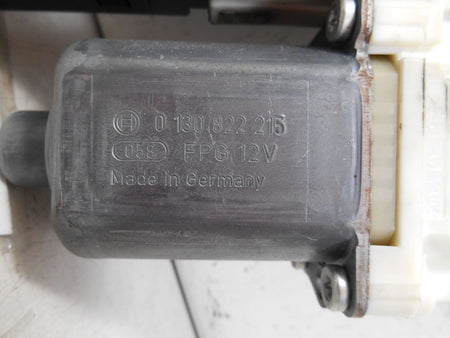 0 130 822 215
058 FPG 12V
Made in Germany